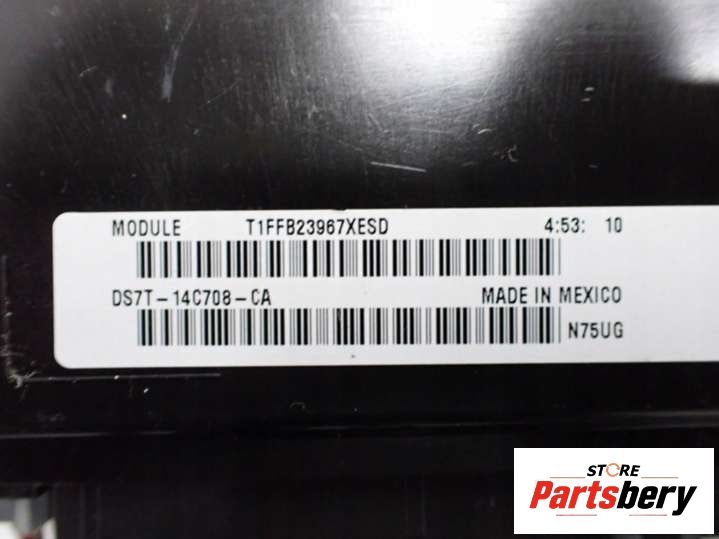 MODULE T1FFB23967XESD 4:53: 10
DS7T-14C708-CA MADE IN MEXICO
N75UG
STORE
Partsbery